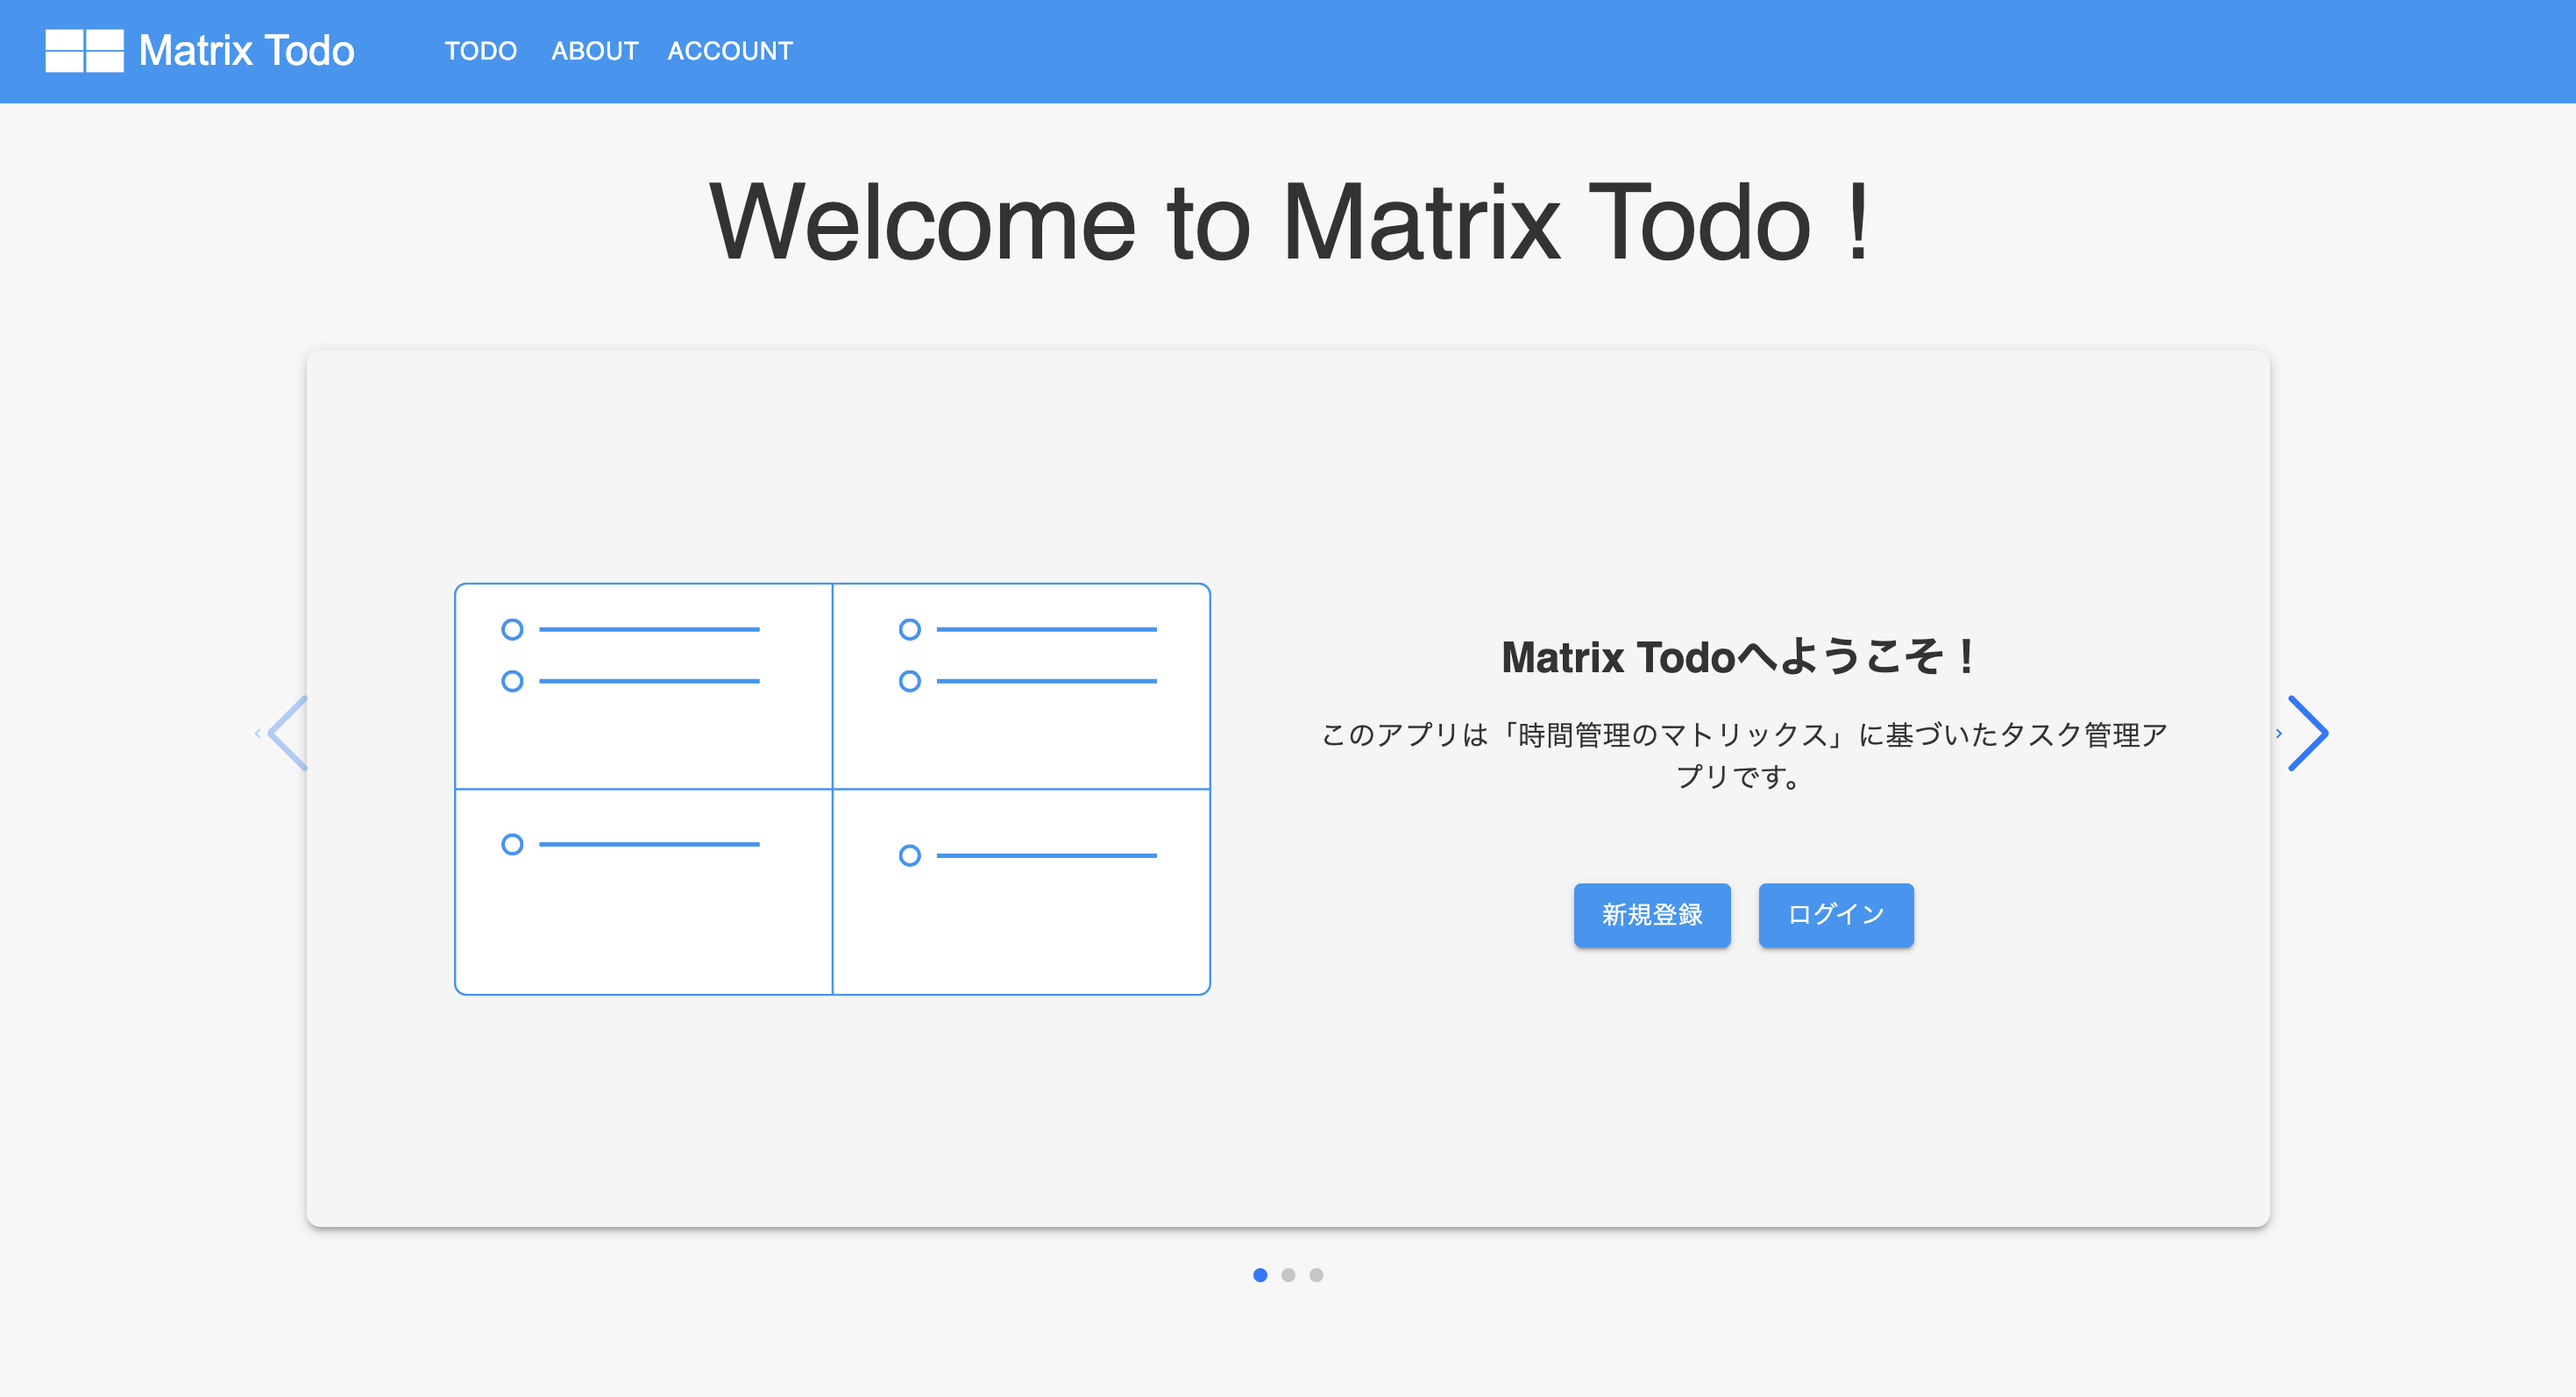 Matrix Todo
TODO ABOUT ACCOUNT
Welcome to Matrix Todo !
Matrix Todoへようこそ！
このアプリは「時間管理のマトリックス」に基づいたタスク管理ア
プリです。
新規登録 ログイン